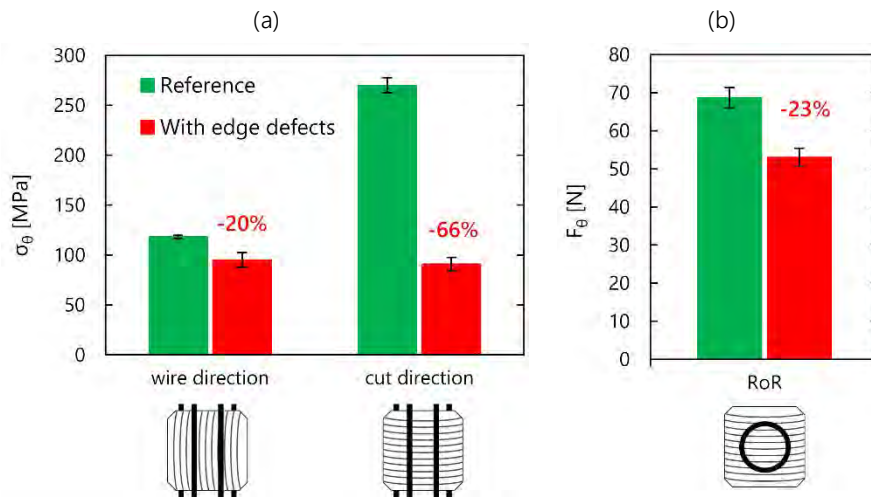 (a)
300
250
200
150
100
50
0
σθ [MPa]
Reference
With edge defects
-20%
-66%
wire direction
cut direction
(b)
80
70
60
50
40
30
20
10
0
Fθ [N]
-23%
RoR